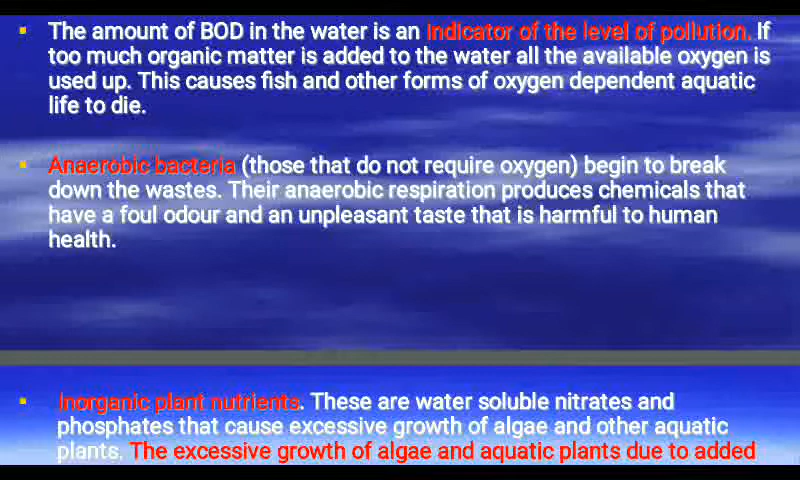 ▪ The amount of BOD in the water is an indicator of the level of pollution. If
too much organic matter is added to the water all the available oxygen is
used up. This causes fish and other forms of oxygen dependent aquatic
life to die.
▪ Anaerobic bacteria (those that do not require oxygen) begin to break
down the wastes. Their anaerobic respiration produces chemicals that
have a foul odour and an unpleasant taste that is harmful to human
health.
▪ Inorganic plant nutrients. These are water soluble nitrates and
phosphates that cause excessive growth of algae and other aquatic
plants. The excessive growth of algae and aquatic plants due to added